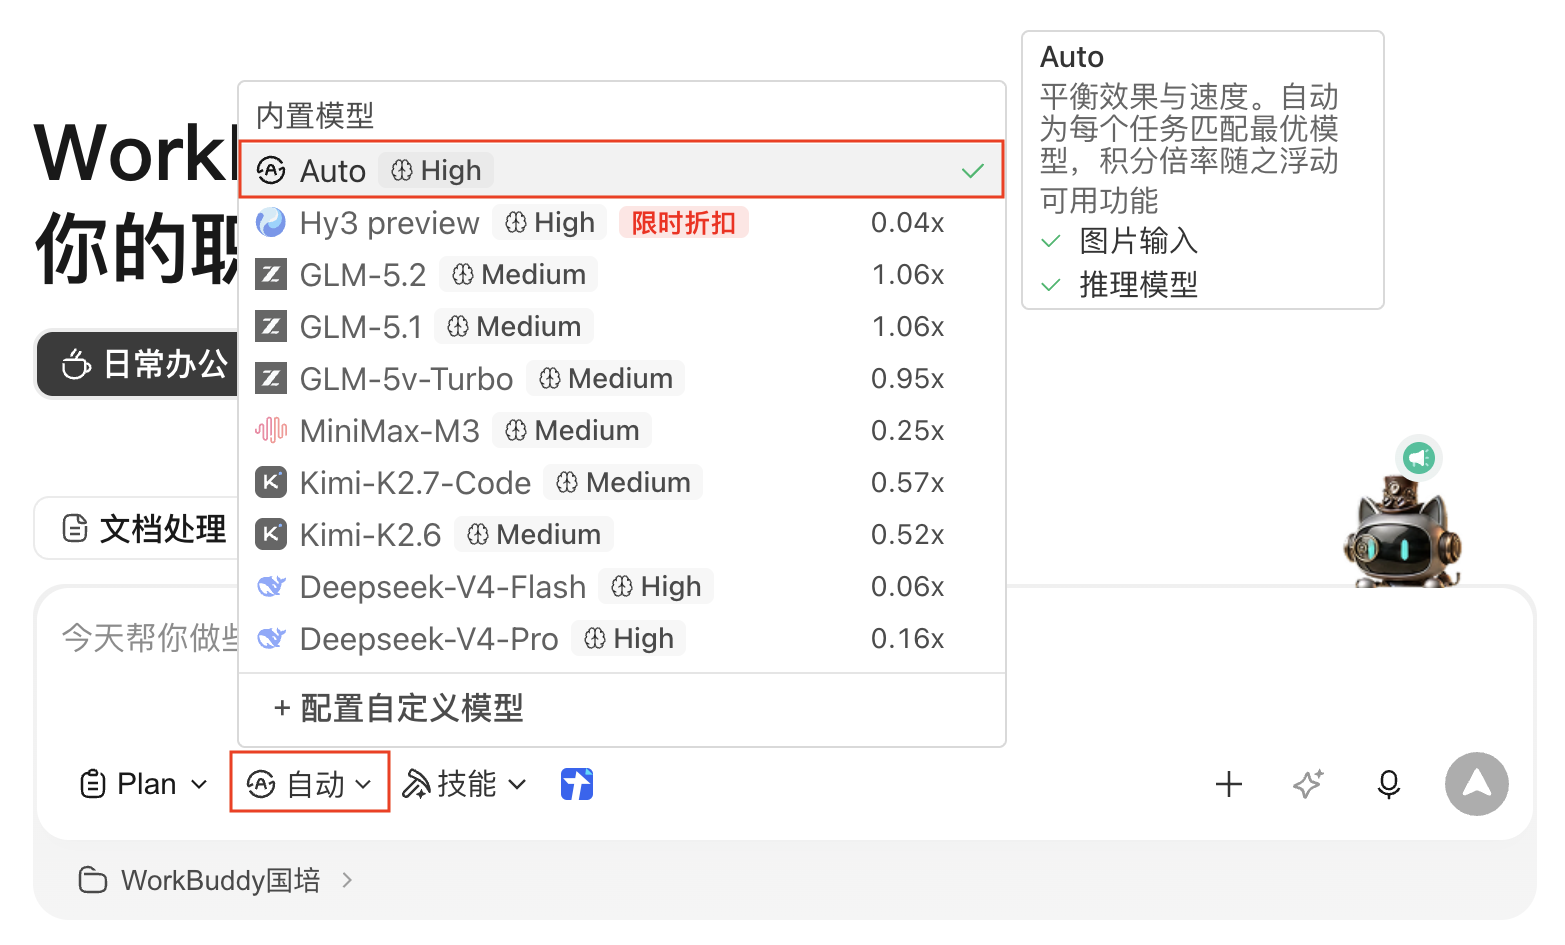 Work
你的
日常办公
文档处理
今天帮你做些
内置模型
Auto High
Hy3 preview High 限时折扣 0.04x
GLM-5.2 Medium 1.06x
GLM-5.1 Medium 1.06x
GLM-5v-Turbo Medium 0.95x
MiniMax-M3 Medium 0.25x
Kimi-K2.7-Code Medium 0.57x
Kimi-K2.6 Medium 0.52x
Deepseek-V4-Flash High 0.06x
Deepseek-V4-Pro High 0.16x
+ 配置自定义模型
Auto
平衡效果与速度。自动
为每个任务匹配最优模
型，积分倍率随之浮动
可用功能
图片输入
推理模型
Plan 自动 技能
WorkBuddy国培